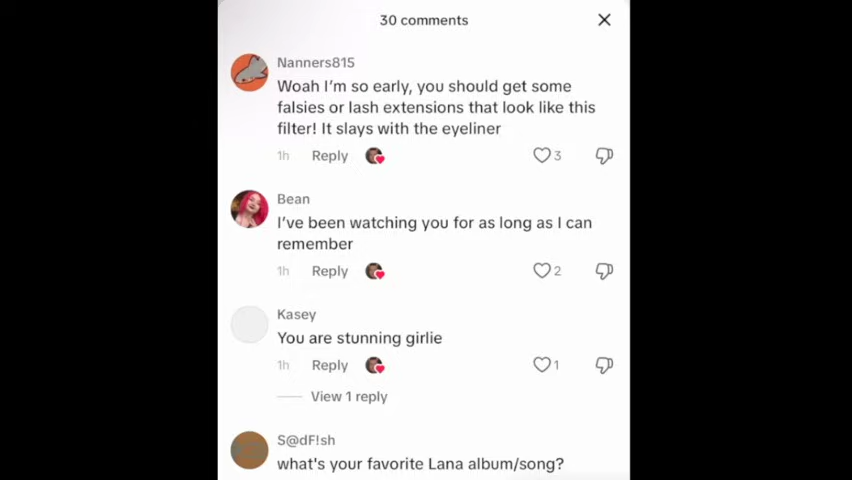 30 comments
Nanners815
Woah I'm so early, you should get some
falsies or lash extensions that look like this
filter! It slays with the eyeliner
1h Reply 3
Bean
I've been watching you for as long as I can
remember
1h Reply 2
Kasey
You are stunning girlie
1h Reply 1
View 1 reply
S@dF!sh
what's your favorite Lana album/song?